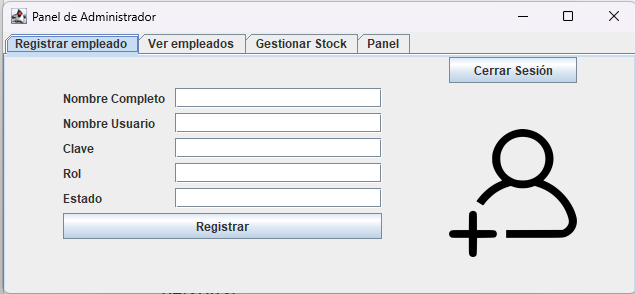 Panel de Administrador
Registrar empleado Ver empleados Gestionar Stock Panel
Cerrar Sesión
Nombre Completo
Nombre Usuario
Clave
Rol
Estado
Registrar